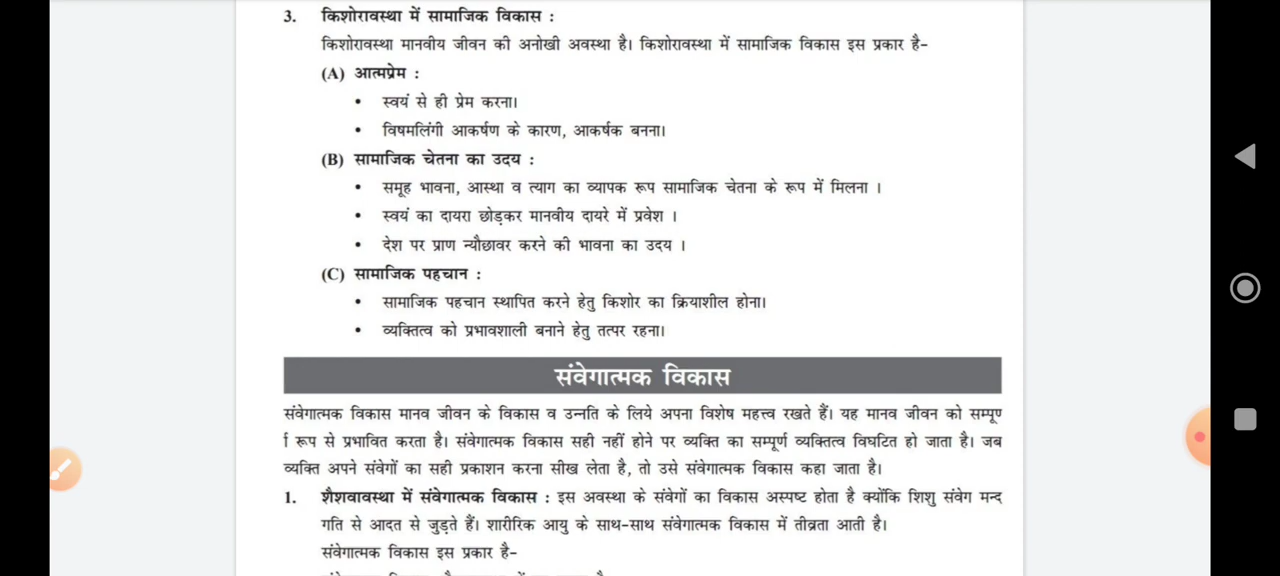 3. किशोरावस्था में सामाजिक विकास :
किशोरावस्था मानवीय जीवन की अनोखी अवस्था है। किशोरावस्था में सामाजिक विकास इस प्रकार है-
(A) आत्मप्रेम :
• स्वयं से ही प्रेम करना।
• विषमलिंगी आकर्षण के कारण, आकर्षक बनना।
(B) सामाजिक चेतना का उदय :
• समूह भावना, आस्था व त्याग का व्यापक रूप सामाजिक चेतना के रूप में मिलना ।
• स्वयं का दायरा छोड़कर मानवीय दायरे में प्रवेश ।
• देश पर प्राण न्यौछावर करने की भावना का उदय ।
(C) सामाजिक पहचान :
• सामाजिक पहचान स्थापित करने हेतु किशोर का क्रियाशील होना।
• व्यक्तित्व को प्रभावशाली बनाने हेतु तत्पर रहना।
संवेगात्मक विकास
संवेगात्मक विकास मानव जीवन के विकास व उन्नति के लिये अपना विशेष महत्त्व रखते हैं। यह मानव जीवन को सम्पूण
र् रूप से प्रभावित करता है। संवेगात्मक विकास सही नहीं होने पर व्यक्ति का सम्पूर्ण व्यक्तित्व विघटित हो जाता है। जब
व्यक्ति अपने संवेगों का सही प्रकाशन करना सीख लेता है, तो उसे संवेगात्मक विकास कहा जाता है।
1. शैशवावस्था में संवेगात्मक विकास : इस अवस्था के संवेगों का विकास अस्पष्ट होता है क्योंकि शिशु संवेग मन्द
गति से आदत से जुड़ते हैं। शारीरिक आयु के साथ-साथ संवेगात्मक विकास में तीव्रता आती है।
संवेगात्मक विकास इस प्रकार है-